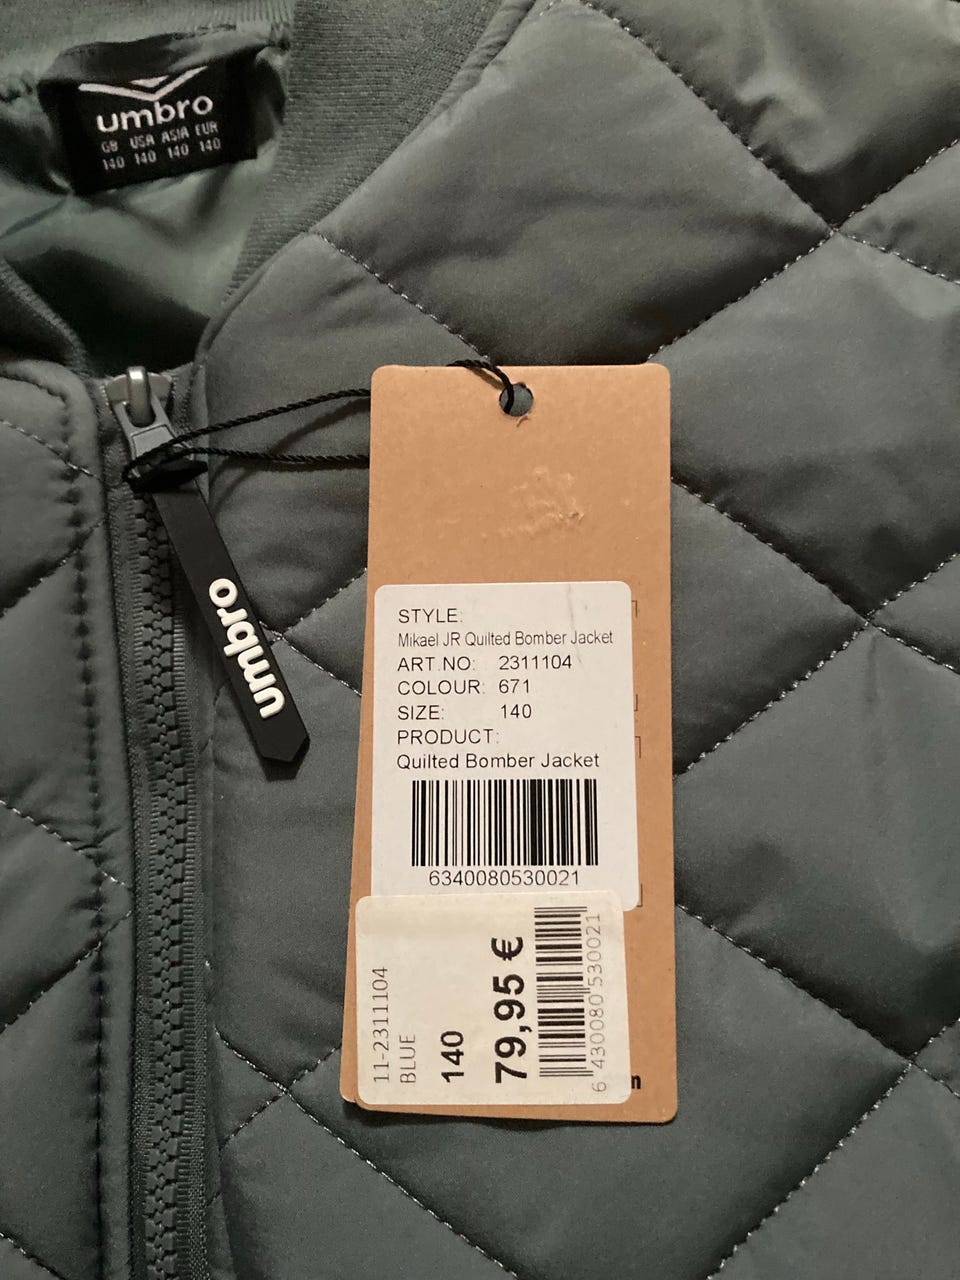 umbro
GB USA ASIA EUR
140 140 140 140
umbro
STYLE:
Mikael JR Quilted Bomber Jacket
ART.NO: 2311104
COLOUR: 671
SIZE: 140
PRODUCT:
Quilted Bomber Jacket
6340080530021
11-2311104
BLUE
140
79,95 €
6 430080 530021
n